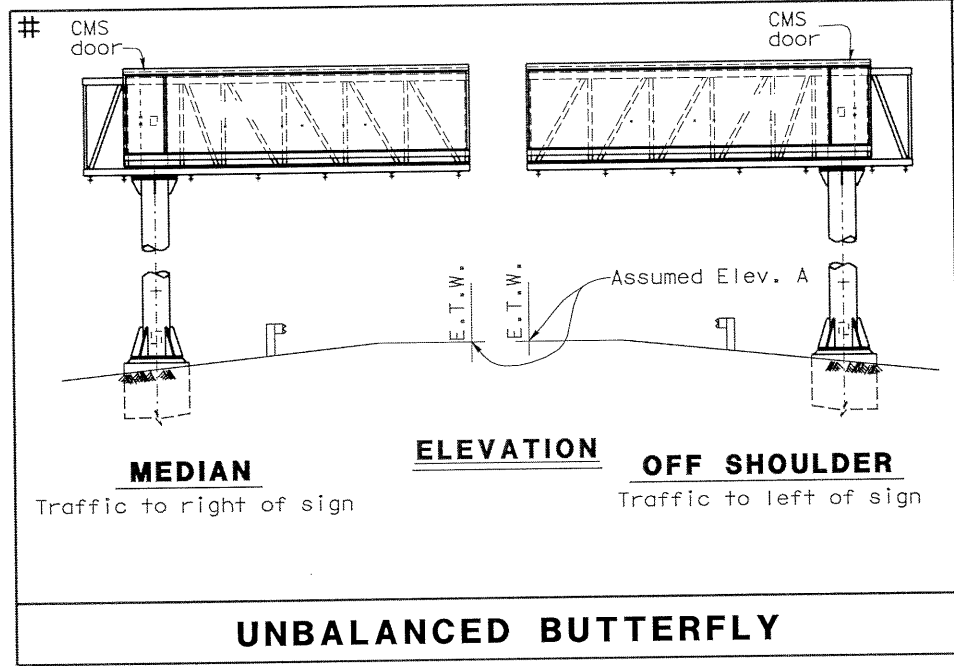 #
CMS
door
CMS
door
E.T.W.
E.T.W.
Assumed Elev. A
ELEVATION
MEDIAN
Traffic to right of sign
OFF SHOULDER
Traffic to left of sign
UNBALANCED BUTTERFLY